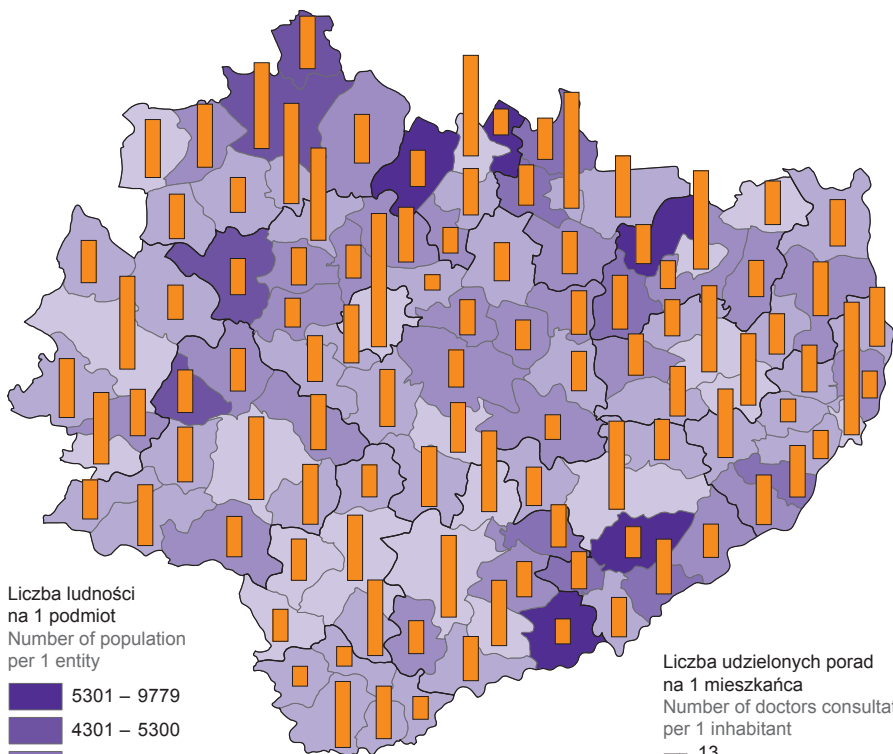 Liczba ludności
na 1 podmiot
Number of population
per 1 entity
5301 – 9779
4301 – 5300
Liczba udzielonych porad
na 1 mieszkańca
Number of doctors consultat
per 1 inhabitant
13